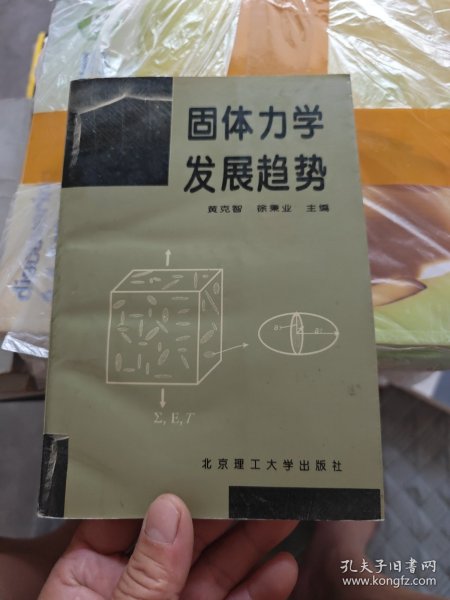 固体力学
发展趋势
黄克智 徐秉业 主编
Σ, E, T
北京理工大学出版社
孔夫子旧书网
www.kongfz.com